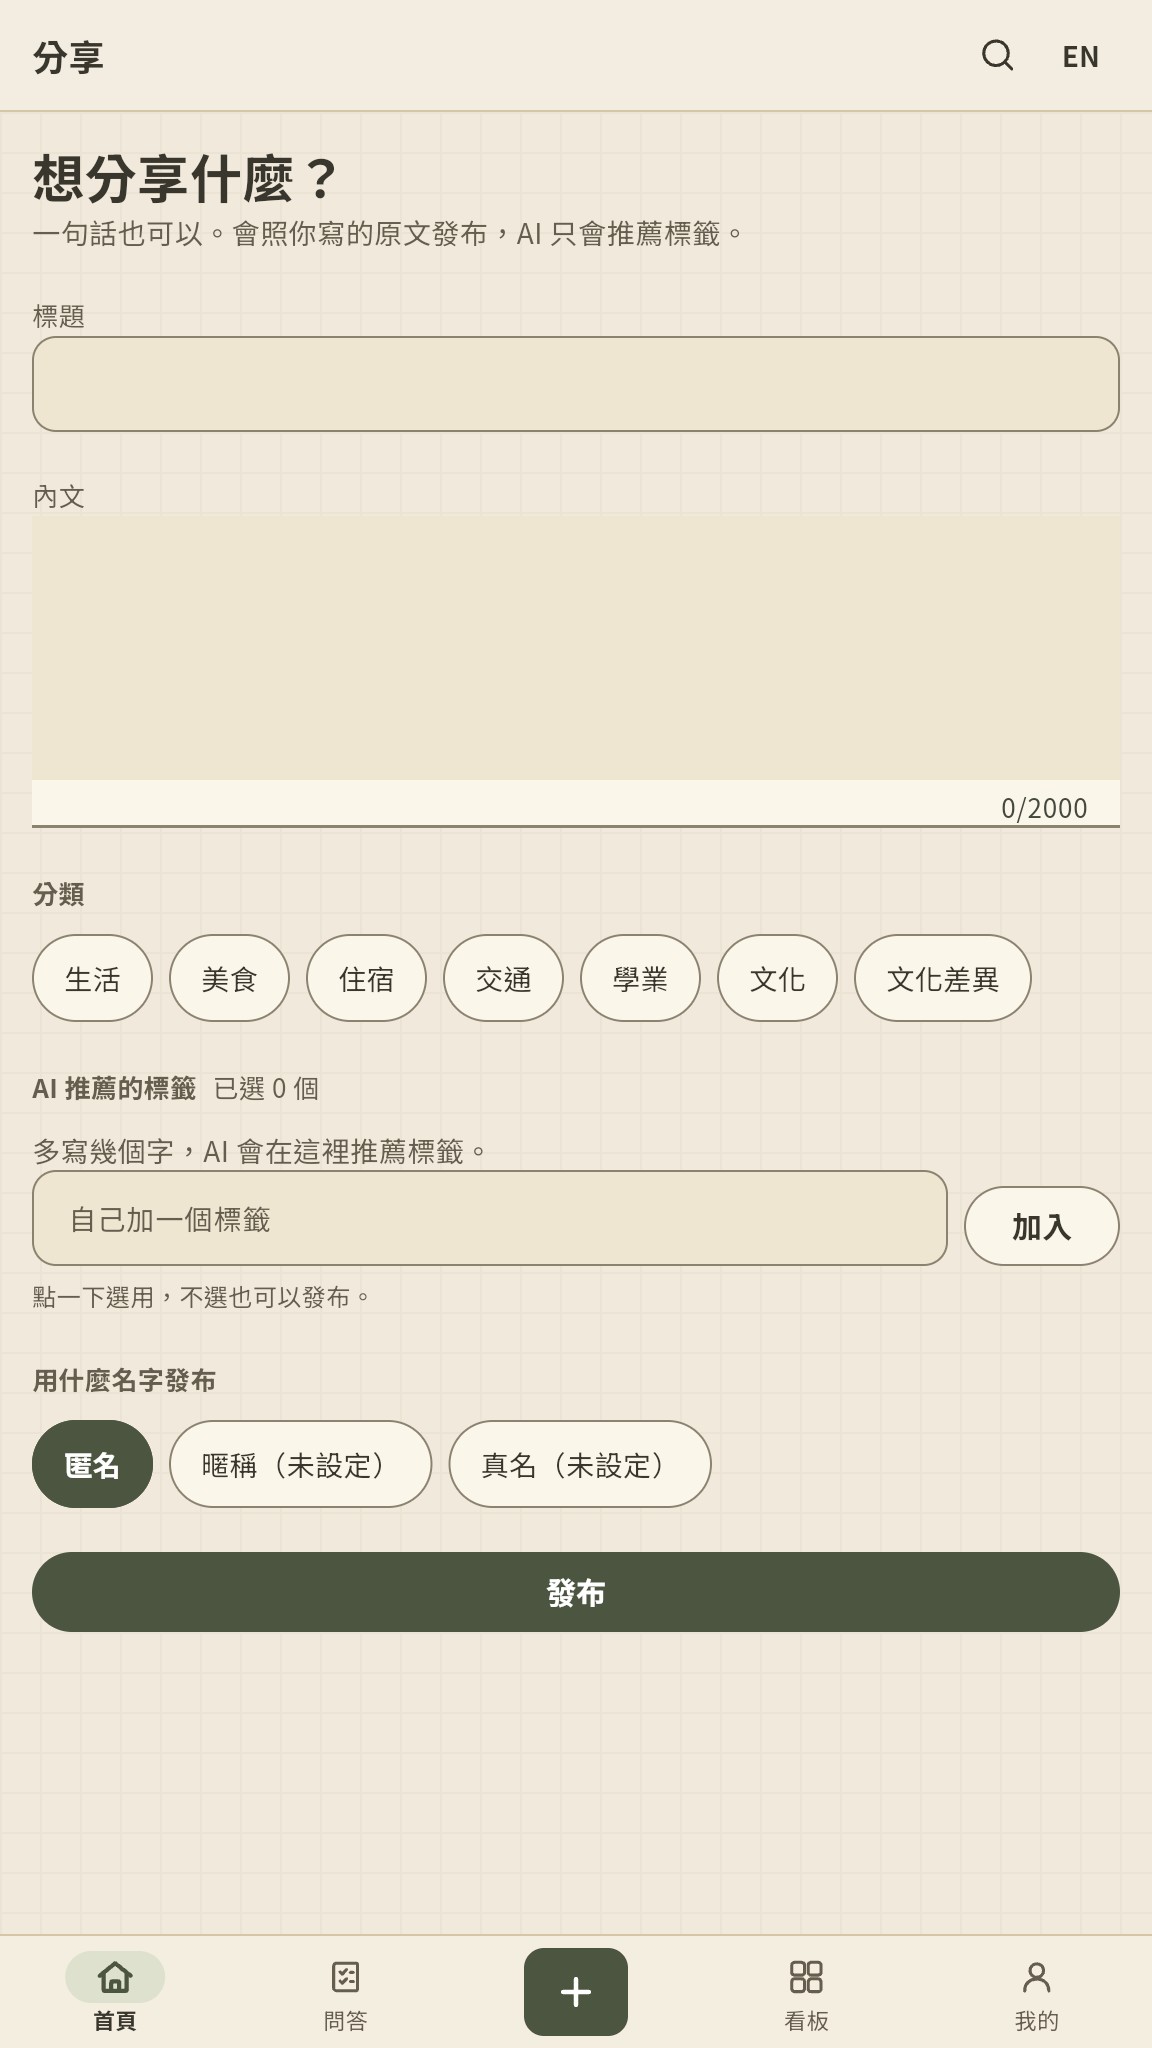 分享
EN
想分享什麼？
一句話也可以。會照你寫的原文發布，AI 只會推薦標籤。
標題
內文
0/2000
分類
生活 美食 住宿 交通 學業 文化 文化差異
AI 推薦的標籤 已選 0 個
多寫幾個字，AI 會在這裡推薦標籤。
自己加一個標籤
加入
點一下選用，不選也可以發布。
用什麼名字發布
匿名 暱稱（未設定） 真名（未設定）
發布
首頁 問答 看板 我的